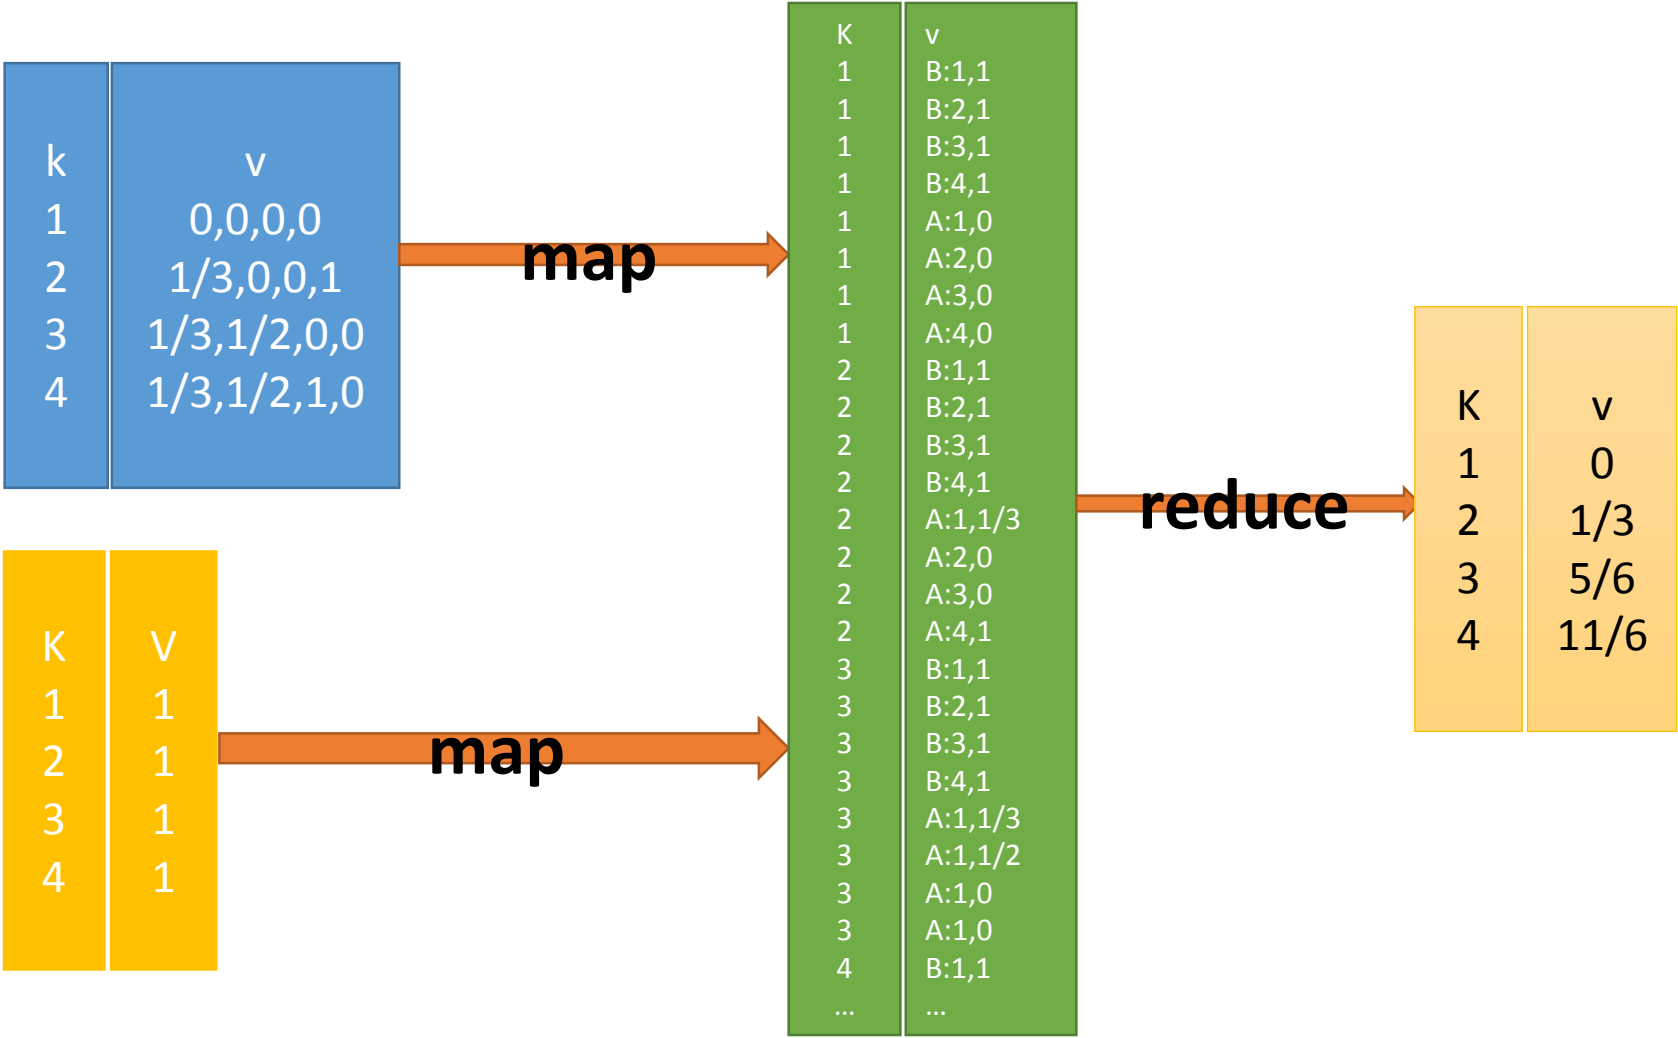 k v
1 0,0,0,0
2 1/3,0,0,1
3 1/3,1/2,0,0
4 1/3,1/2,1,0
map
K V
1 1
2 1
3 1
4 1
map
K v
1 B:1,1
1 B:2,1
1 B:3,1
1 B:4,1
1 A:1,0
1 A:2,0
1 A:3,0
1 A:4,0
2 B:1,1
2 B:2,1
2 B:3,1
2 B:4,1
2 A:1,1/3
2 A:2,0
2 A:3,0
2 A:4,1
3 B:1,1
3 B:2,1
3 B:3,1
3 B:4,1
3 A:1,1/3
3 A:1,1/2
3 A:1,0
3 A:1,0
4 B:1,1
... ...
reduce
K v
1 0
2 1/3
3 5/6
4 11/6